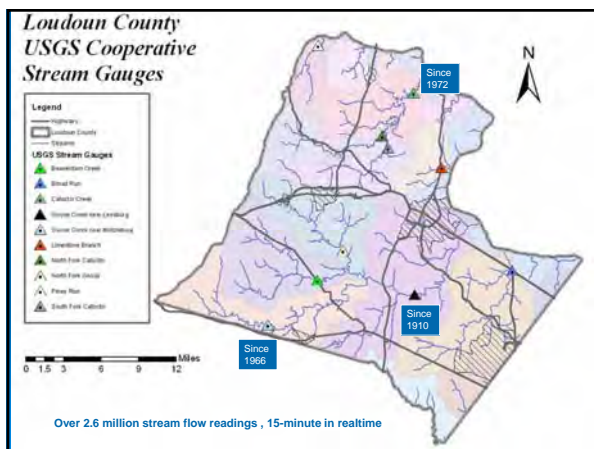 Loudoun County
USGS Cooperative
Stream Gauges
N
Since
1972
Legend
Highways
Loudoun County
Streams
USGS Stream Gauges
Beaverdam Creek
Broad Run
Catoctin Creek
Goose Creek near Leesburg
Goose Creek near Middleburg
Limestone Branch
North Fork Catoctin
North Fork Goose
Piney Run
South Fork Catoctin
Since
1910
Since
1966
Miles
0 1.5 3 6 9 12
Over 2.6 million stream flow readings , 15-minute in realtime